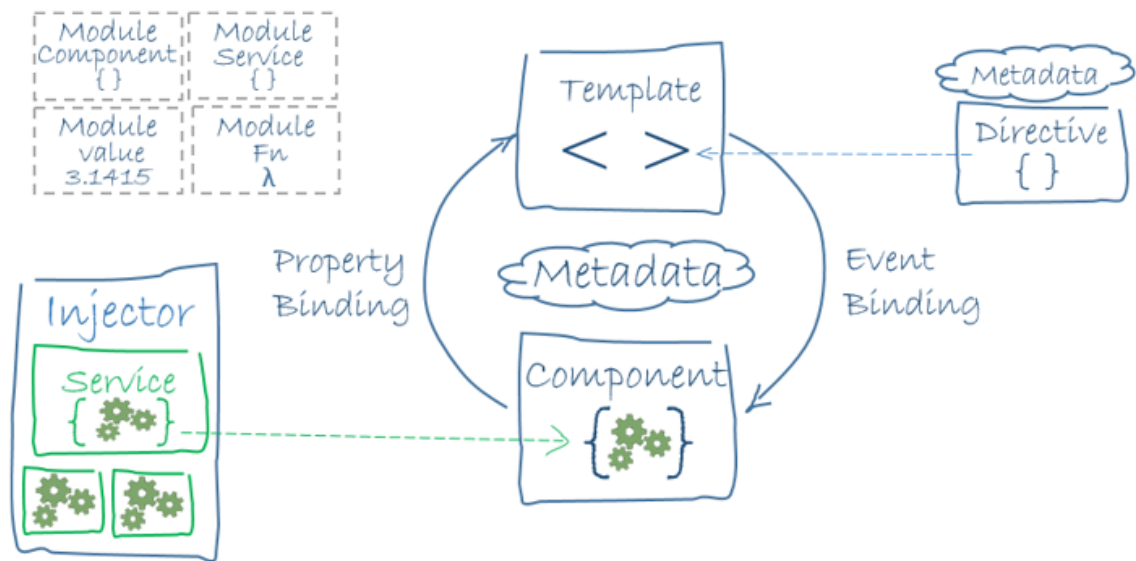 Module
Component
{ }
Module
Service
{ }
Module
value
3.1415
Module
Fn
λ
Template
< >
Metadata
Directive
{ }
Property
Binding
Metadata
Event
Binding
Injector
Service
{ }
Component
{ }